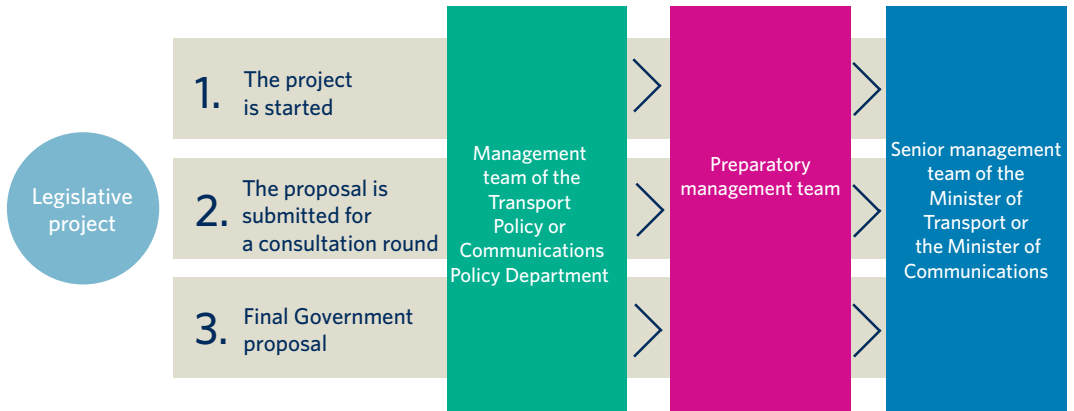 Legislative
project
1.
The project
is started
2.
The proposal is
submitted for
a consultation round
3.
Final Government
proposal
Management
team of the
Transport
Policy or
Communications
Policy Department
Preparatory
management team
Senior management
team of the
Minister of
Transport or
the Minister of
Communications